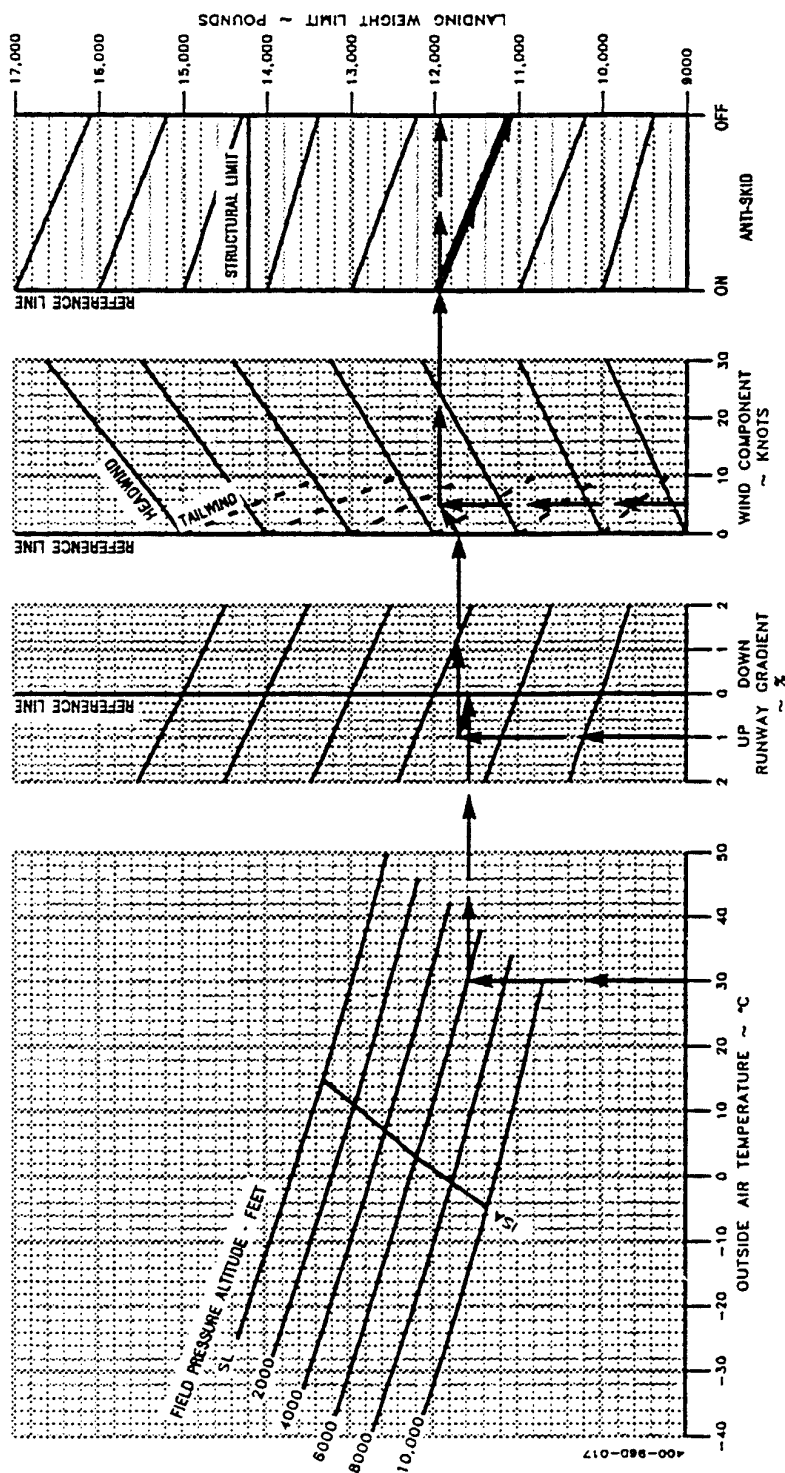 LANDING WEIGHT LIMIT ~ POUNDS
17,000
16,000
15,000
14,000
13,000
12,000
11,000
10,000
9000
STRUCTURAL LIMIT
REFERENCE LINE
ON
OFF
ANTI-SKID
HEADWIND
TAILWIND
REFERENCE LINE
0
10
20
30
WIND COMPONENT
~ KNOTS
REFERENCE LINE
2
1
0
1
2
UP DOWN
RUNWAY GRADIENT
~ %
FIELD PRESSURE ALTITUDE - FEET
SL
2000
4000
6000
8000
10,000
ISA
-40
-30
-20
-10
0
10
20
30
40
50
OUTSIDE AIR TEMPERATURE ~ °C
400-960-017